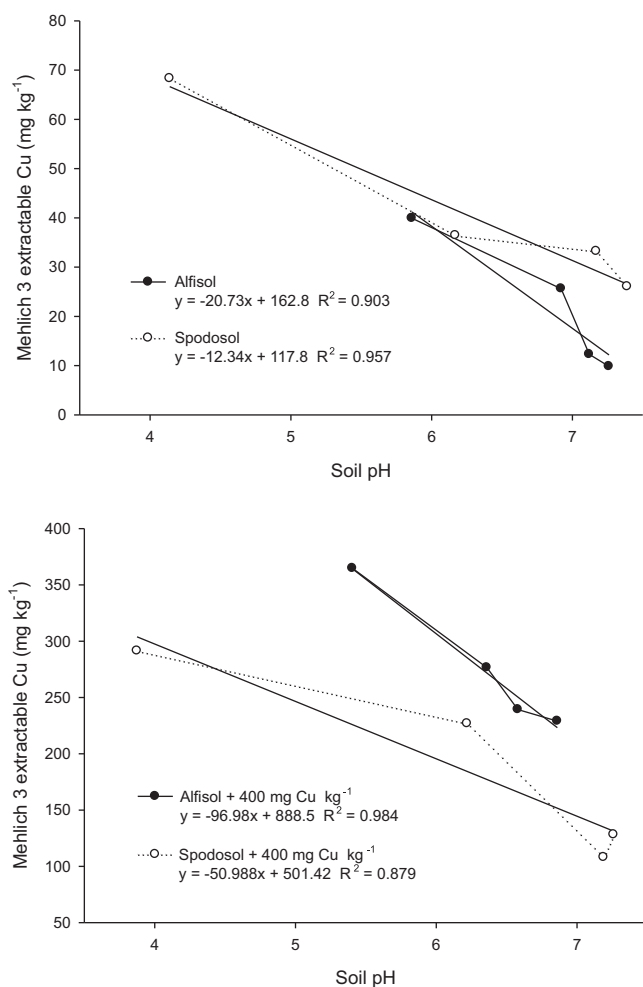 80
70
60
50
40
30
20
10
0
Mehlich 3 extractable Cu (mg kg⁻¹)
Alfisol
y = -20.73x + 162.8 R² = 0.903
Spodosol
y = -12.34x + 117.8 R² = 0.957
4 5 6 7
Soil pH
400
350
300
250
200
150
100
50
Mehlich 3 extractable Cu (mg kg⁻¹)
Alfisol + 400 mg Cu kg⁻¹
y = -96.98x + 888.5 R² = 0.984
Spodosol + 400 mg Cu kg⁻¹
y = -50.988x + 501.42 R² = 0.879
4 5 6 7
Soil pH